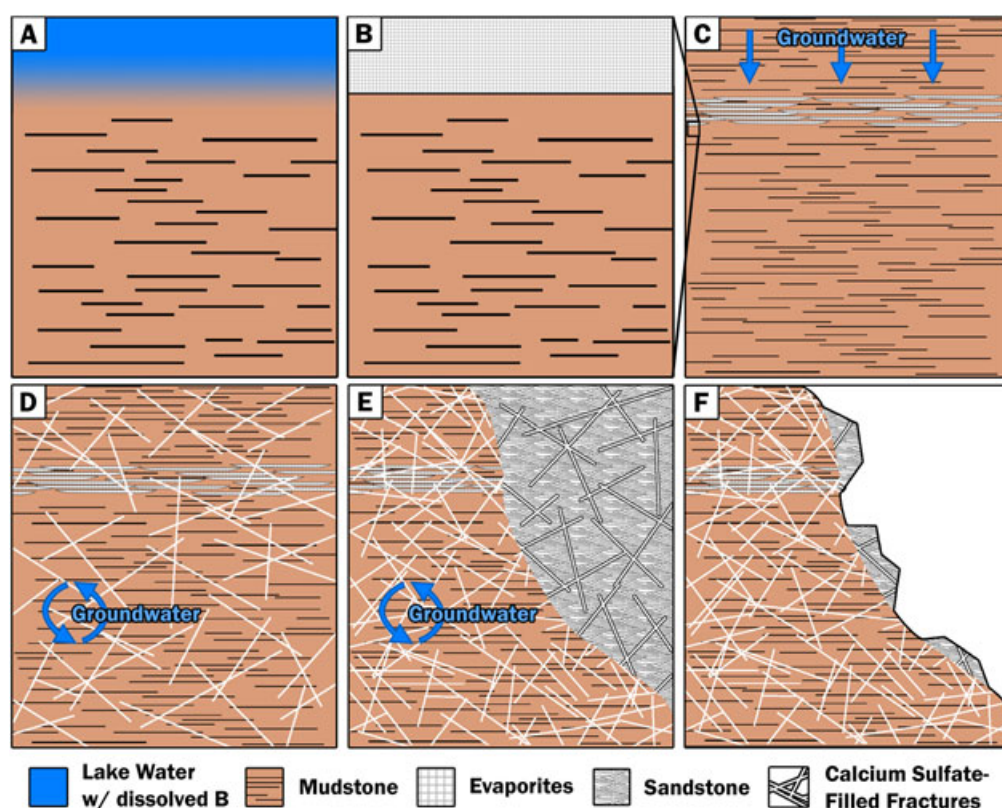 A
B
C
Groundwater
D
Groundwater
E
Groundwater
F
Lake Water
w/ dissolved B
Mudstone
Evaporites
Sandstone
Calcium Sulfate-
Filled Fractures